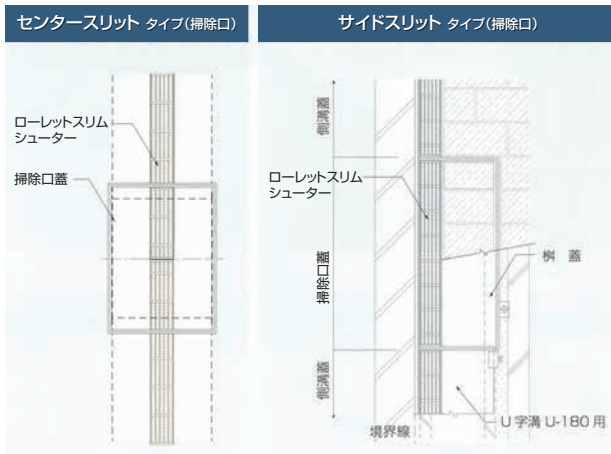 センタースリット タイプ（掃除口）
ローレットスリム
シューター
掃除口蓋
サイドスリット タイプ（掃除口）
側溝蓋
ローレットスリム
シューター
掃除口蓋
桝 蓋
側溝蓋
U字溝U-180用
境界線